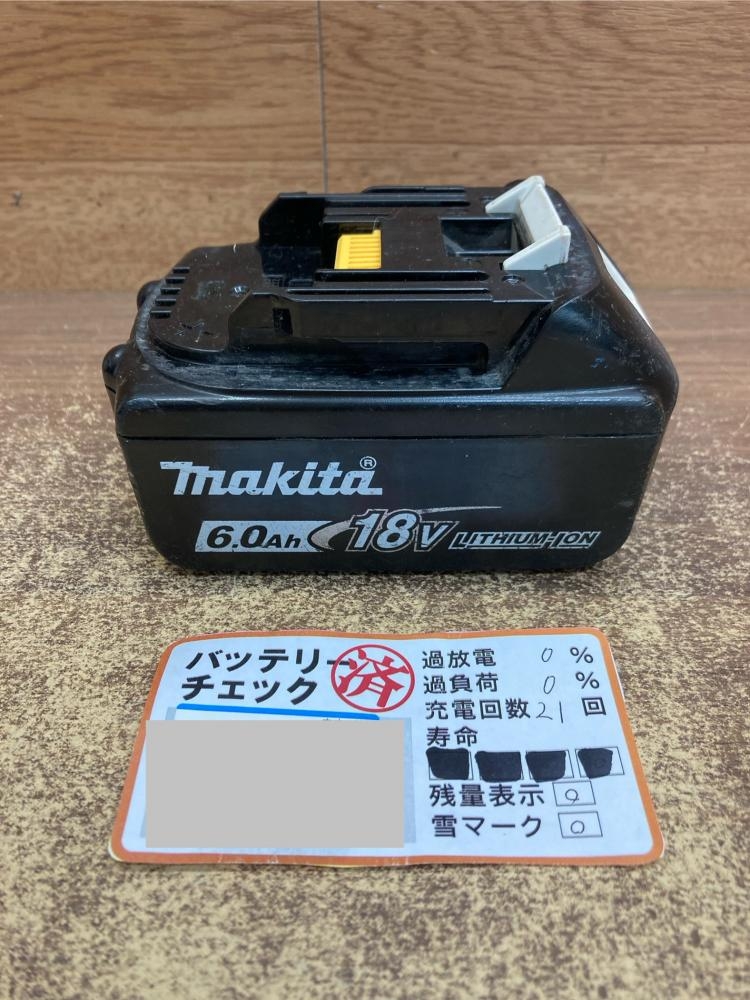 makita®
6.0Ah 18V LITHIUM-ION
バッテリー
チェック
済
過放電 0 %
過負荷 0 %
充電回数 21 回
寿命
残量表示 ○
雪マーク ○